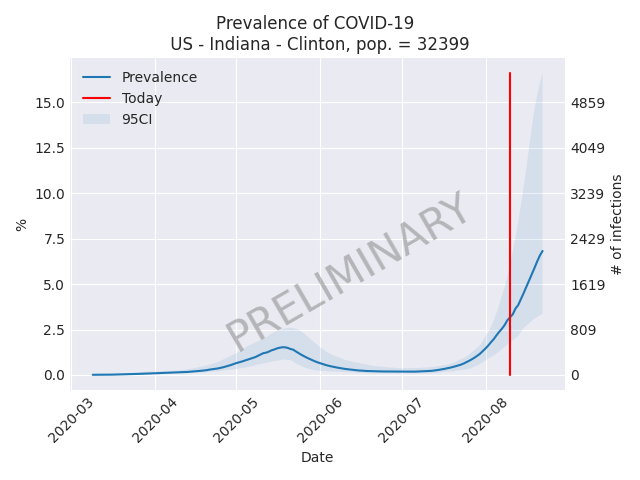 Prevalence of COVID-19
US - Indiana - Clinton, pop. = 32399
Prevalence
Today
95CI
15.0
12.5
10.0
7.5
5.0
2.5
0.0
%
4859
4049
3239
2429
1619
809
0
# of infections
PRELIMINARY
2020-03
2020-04
2020-05
2020-06
2020-07
2020-08
Date